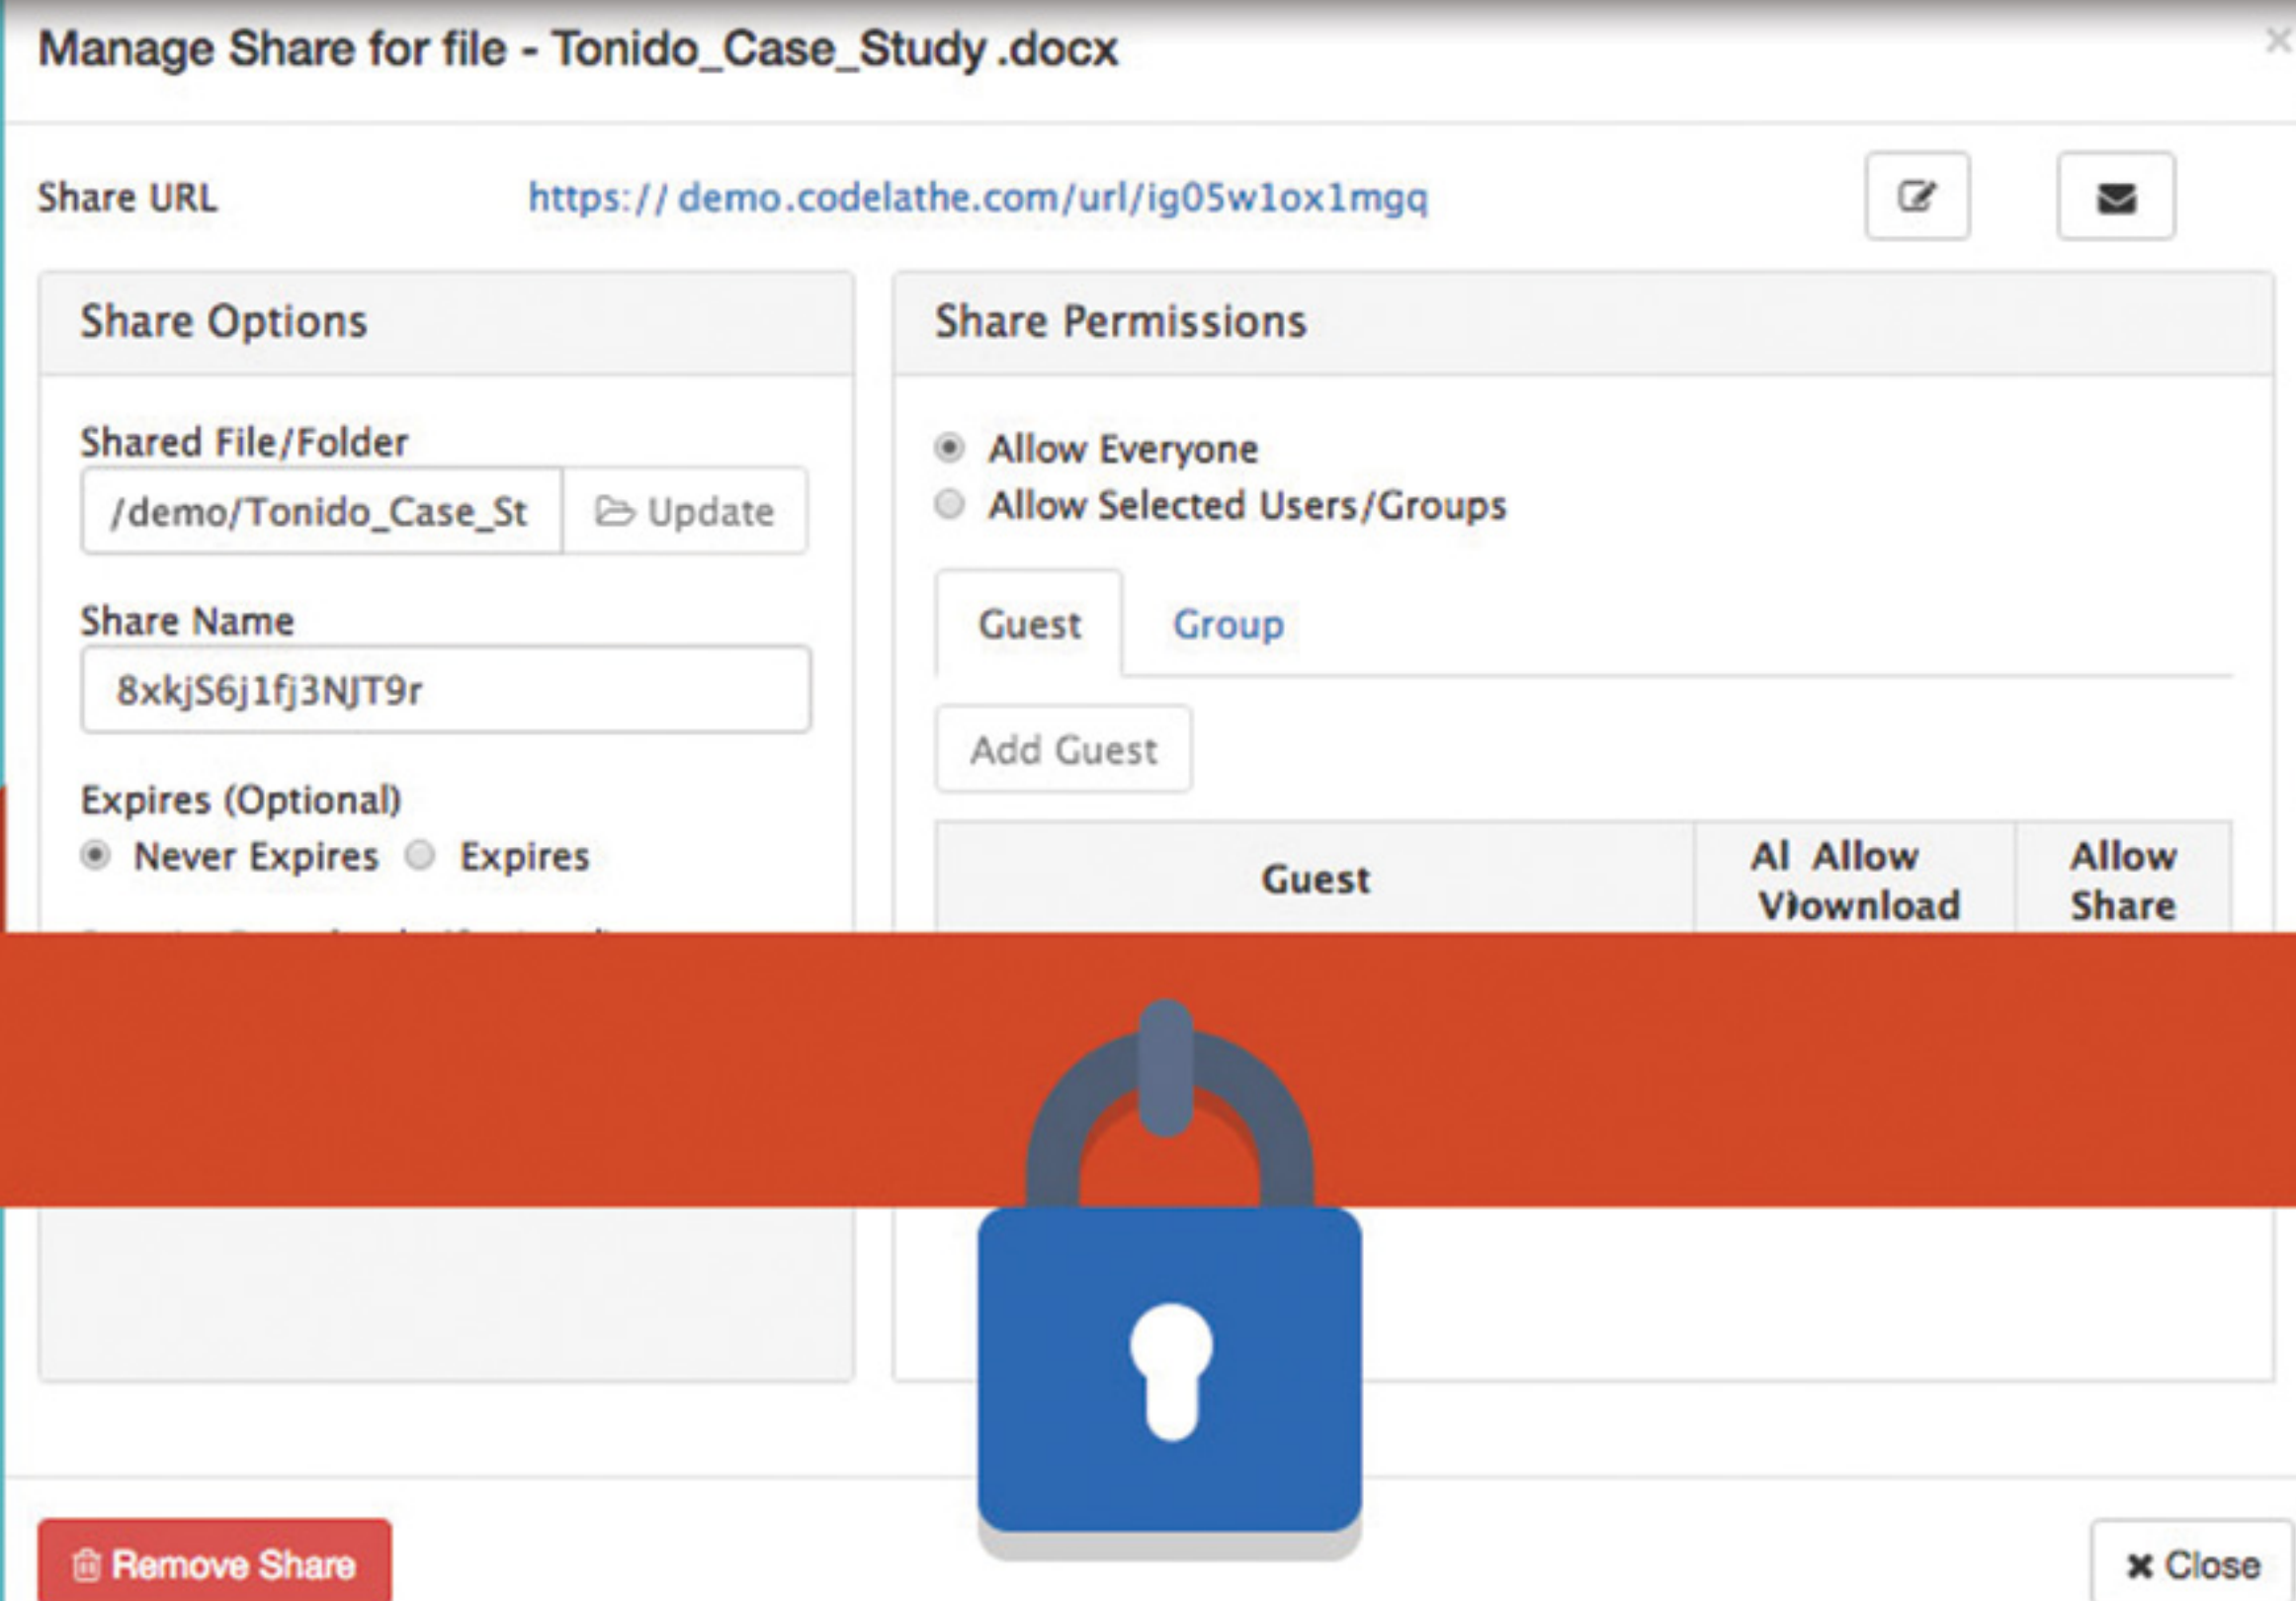 Manage Share for file - Tonido_Case_Study .docx
Share URL
https:// demo.codelathe.com/url/ig05w1ox1mgq
Share Options
Shared File/Folder
/demo/Tonido_Case_St
Update
Share Name
8xkjS6j1fj3NJT9r
Expires (Optional)
Never Expires Expires
Share Permissions
Allow Everyone
Allow Selected Users/Groups
Guest Group
Add Guest
Guest
Al Allow
ownload
Allow
Share
Remove Share
Close